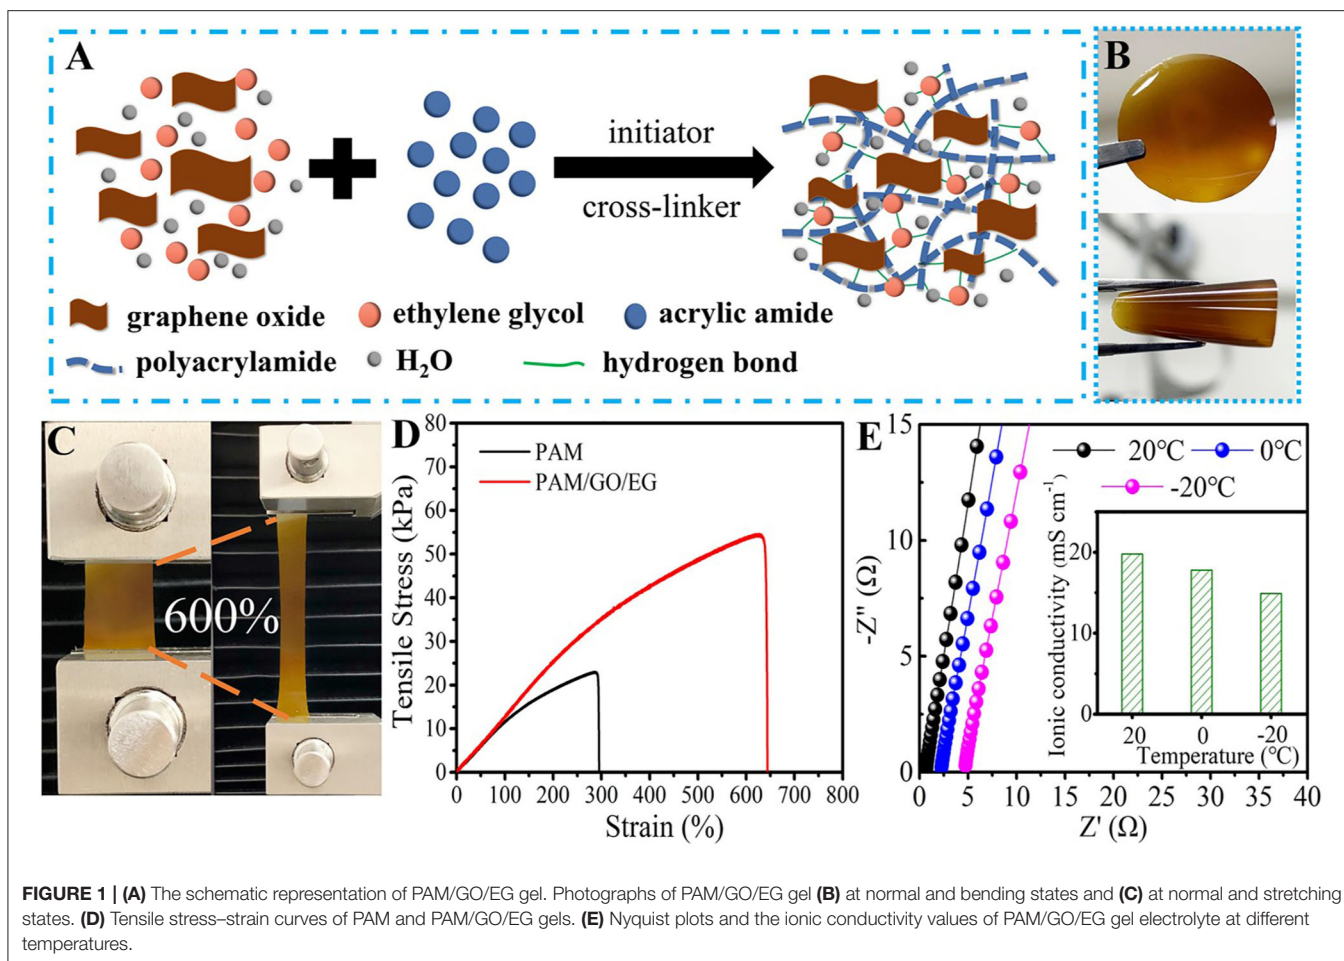 A
initiator
cross-linker
graphene oxide
ethylene glycol
acrylic amide
polyacrylamide
H₂O
hydrogen bond
B
C
600%
D
Tensile Stress (kPa)
80
70
60
50
40
30
20
10
0
PAM
PAM/GO/EG
0 100 200 300 400 500 600 700 800
Strain (%)
E
-Z'' (Ω)
15
10
5
0
20℃
0℃
-20℃
Ionic conductivity (mS cm⁻¹)
20
10
0
20 0 -20
Temperature (℃)
0 5 10 15 20 25 30 35 40
Z' (Ω)
FIGURE 1 | (A) The schematic representation of PAM/GO/EG gel. Photographs of PAM/GO/EG gel (B) at normal and bending states and (C) at normal and stretching
states. (D) Tensile stress–strain curves of PAM and PAM/GO/EG gels. (E) Nyquist plots and the ionic conductivity values of PAM/GO/EG gel electrolyte at different
temperatures.